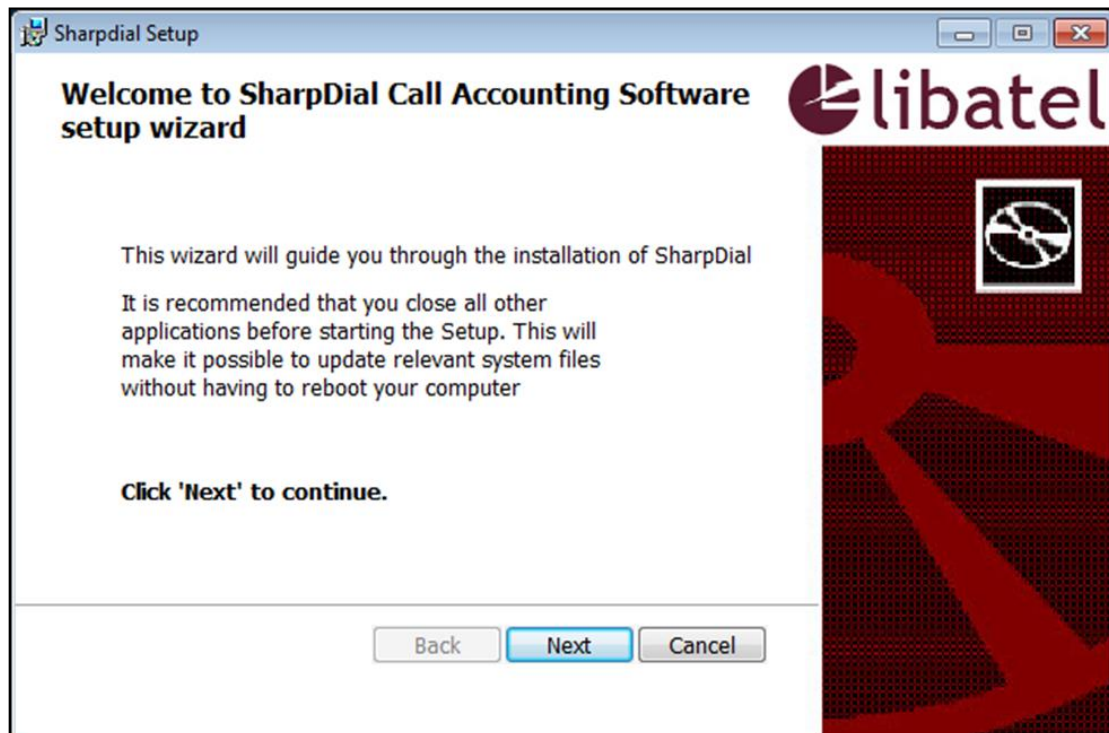 Sharpdial Setup
Welcome to SharpDial Call Accounting Software
setup wizard
libatel
This wizard will guide you through the installation of SharpDial
It is recommended that you close all other
applications before starting the Setup. This will
make it possible to update relevant system files
without having to reboot your computer
Click 'Next' to continue.
Back Next Cancel